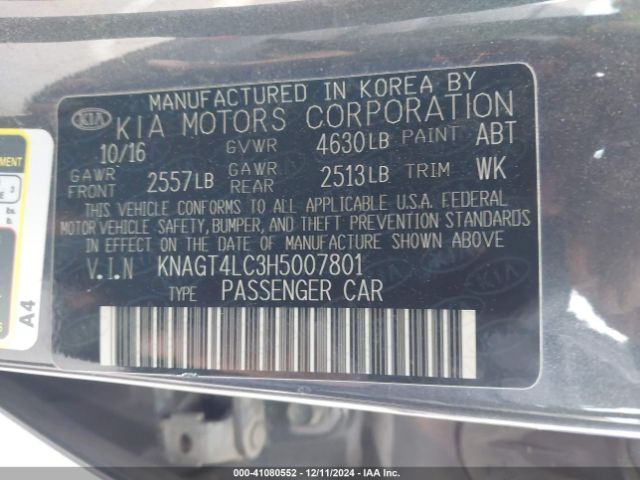 MANUFACTURED IN KOREA BY
KIA KIA MOTORS CORPORATION
10/16 GVWR 4630LB PAINT ABT
GAWR FRONT 2557LB GAWR REAR 2513LB TRIM WK
THIS VEHICLE CONFORMS TO ALL APPLICABLE U.S.A. FEDERAL
MOTOR VEHICLE SAFETY, BUMPER, AND THEFT PREVENTION STANDARDS
IN EFFECT ON THE DATE OF MANUFACTURE SHOWN ABOVE
V.I.N KNAGT4LC3H5007801
TYPE PASSENGER CAR
A4
000-41080552 • 12/11/2024 • IAA Inc.